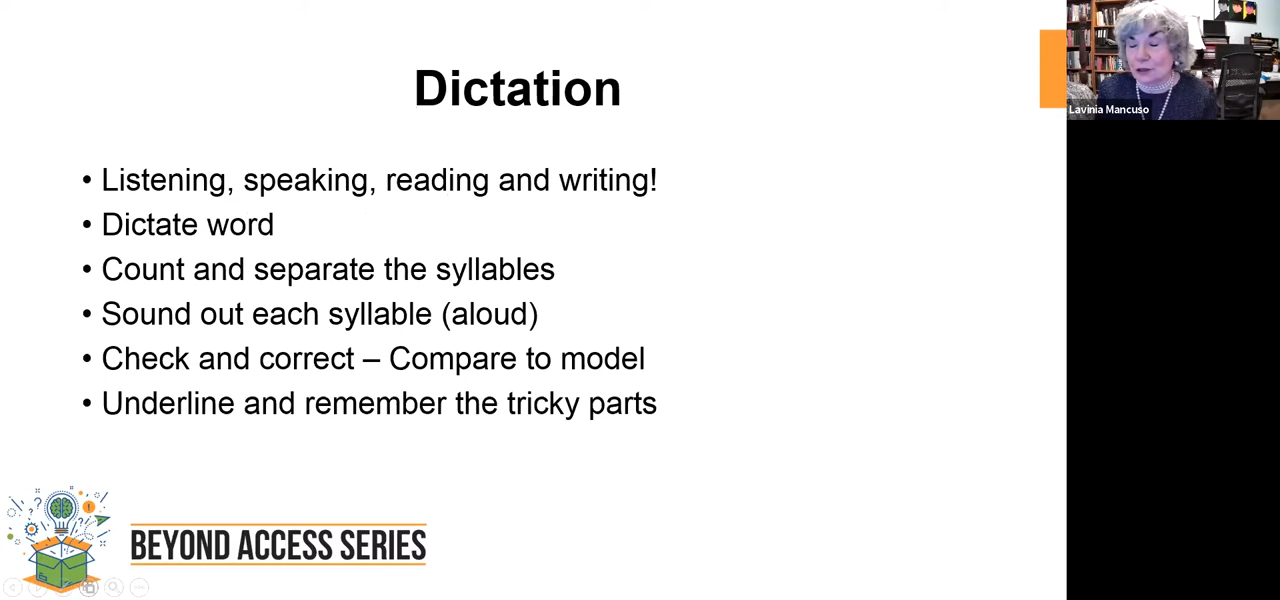 Dictation
• Listening, speaking, reading and writing!
• Dictate word
• Count and separate the syllables
• Sound out each syllable (aloud)
• Check and correct – Compare to model
• Underline and remember the tricky parts
BEYOND ACCESS SERIES
Lavinia Mancuso